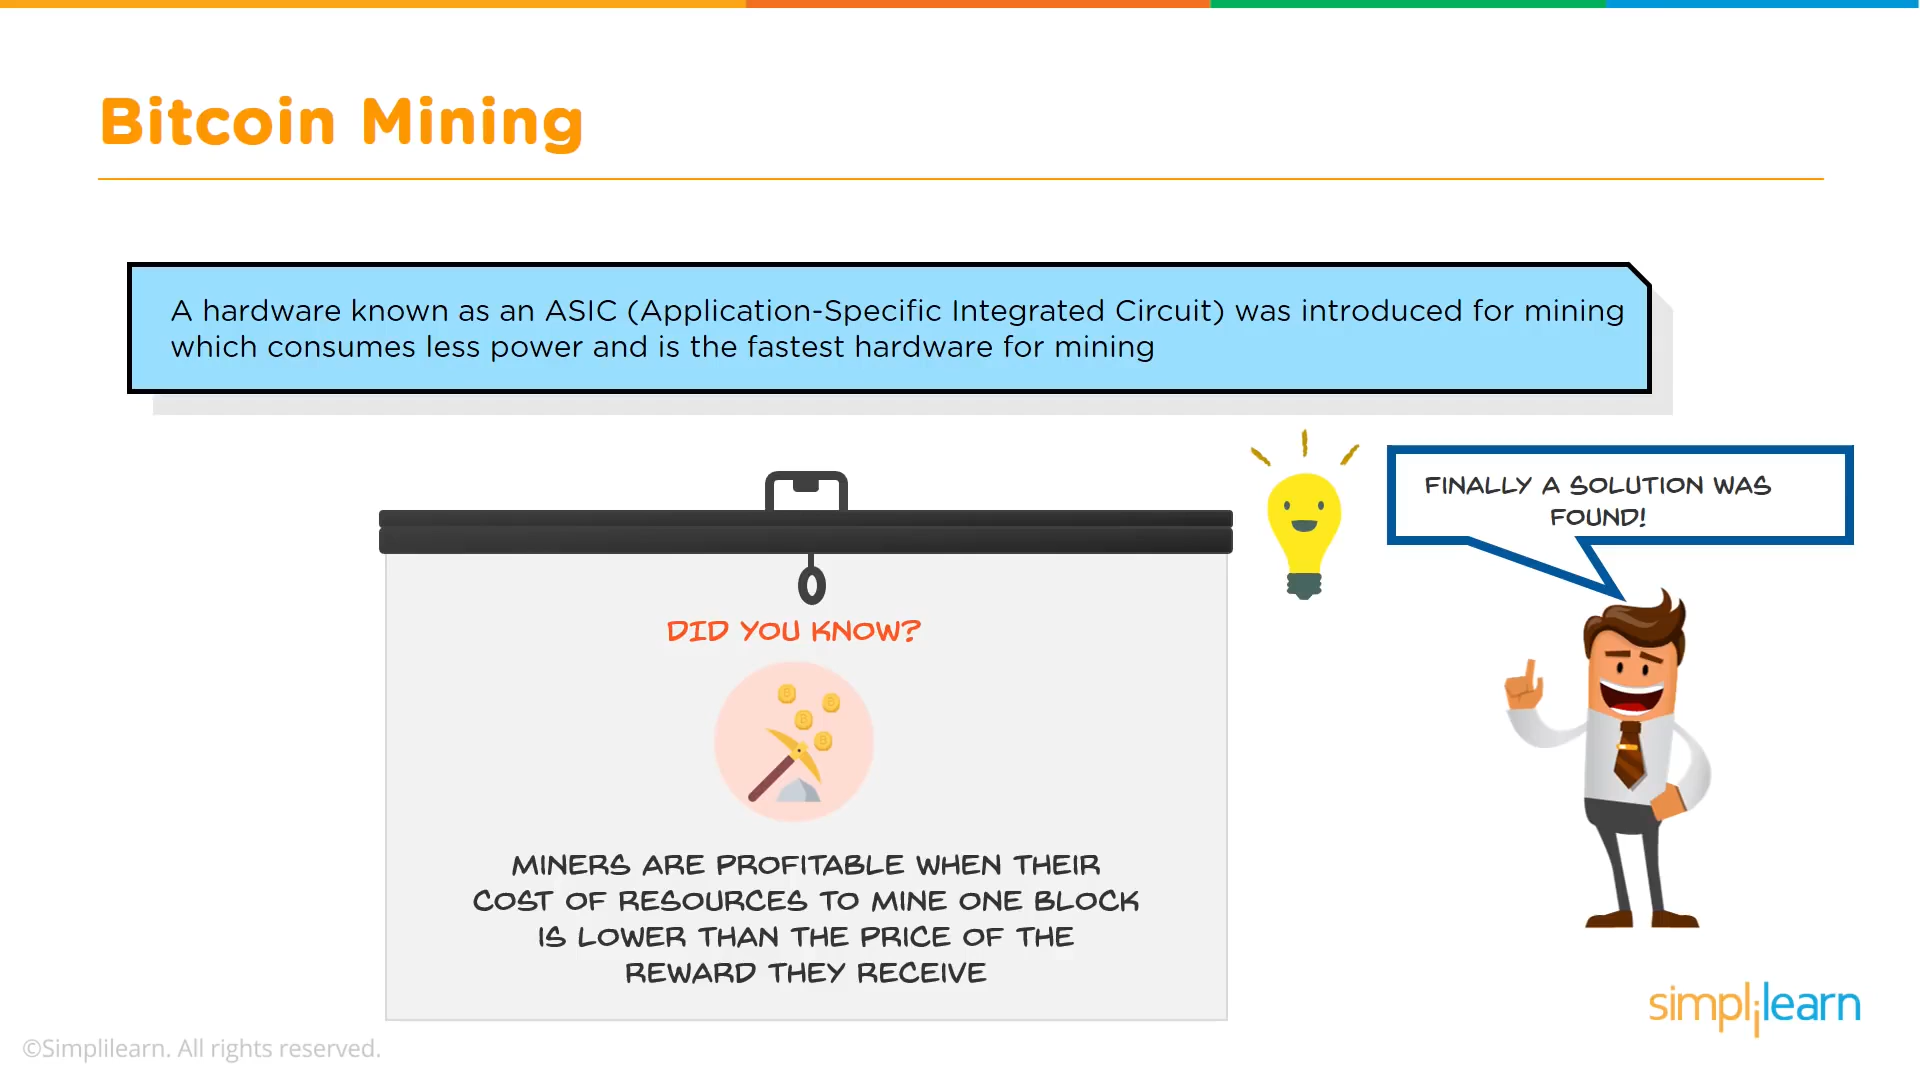 Bitcoin Mining
A hardware known as an ASIC (Application-Specific Integrated Circuit) was introduced for mining
which consumes less power and is the fastest hardware for mining
FINALLY A SOLUTION WAS
FOUND!
DID YOU KNOW?
MINERS ARE PROFITABLE WHEN THEIR
COST OF RESOURCES TO MINE ONE BLOCK
IS LOWER THAN THE PRICE OF THE
REWARD THEY RECEIVE
simplilearn
©Simplilearn. All rights reserved.